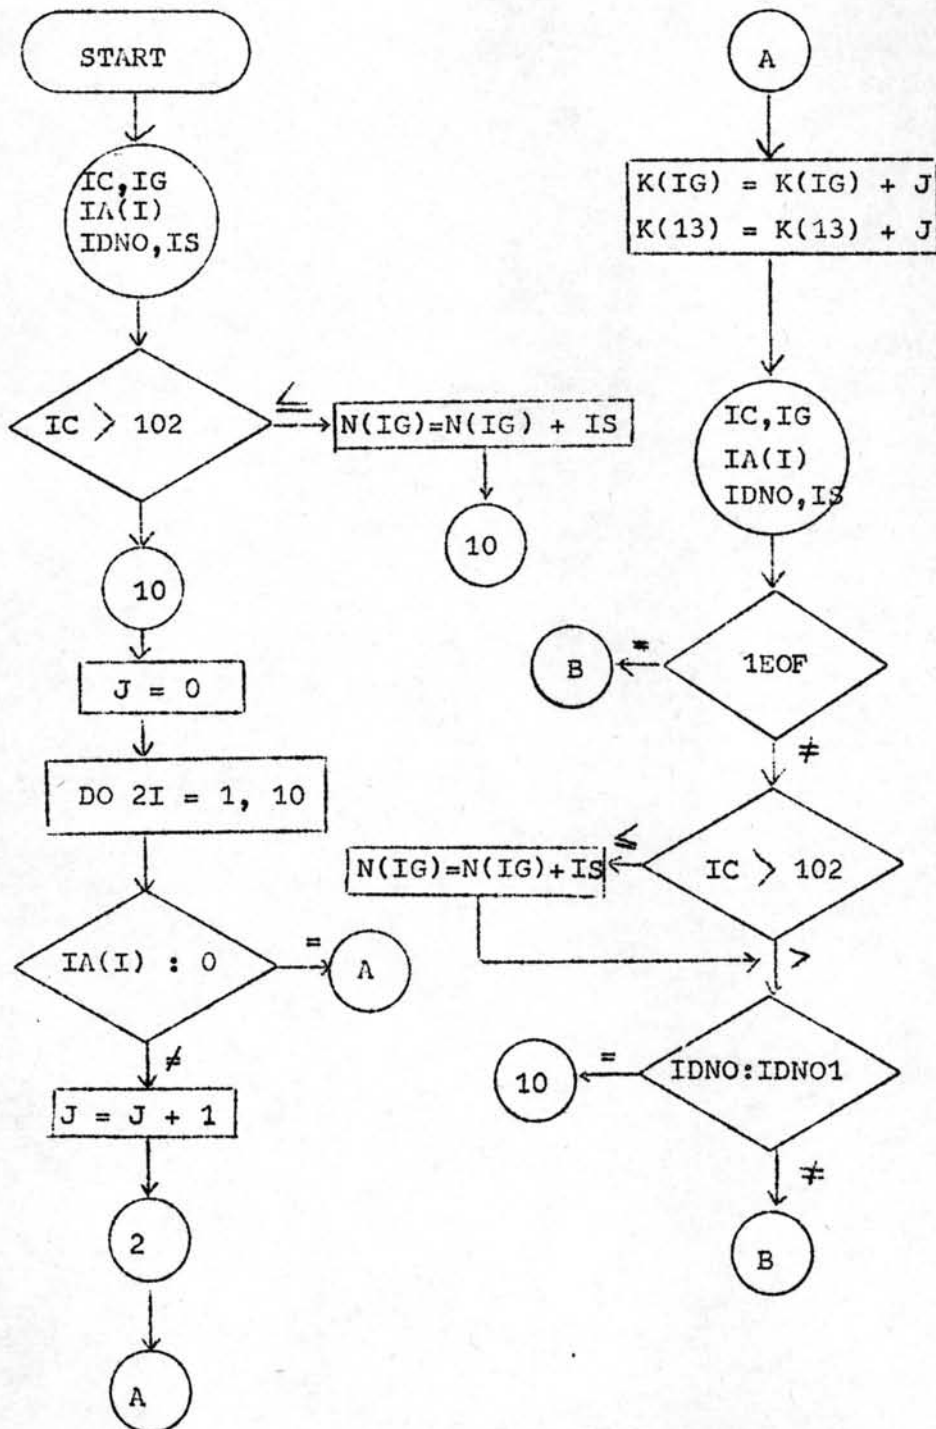 START
IC,IG
IA(I)
IDNO,IS
IC > 102
≤
N(IG)=N(IG) + IS
10
10
J = 0
DO 2I = 1, 10
IA(I) : 0
=
A
≠
J = J + 1
2
A
A
K(IG) = K(IG) + J
K(13) = K(13) + J
IC,IG
IA(I)
IDNO,IS
1EOF
=
B
≠
IC > 102
≤
N(IG)=N(IG)+IS
>
IDNO:IDNO1
=
10
≠
B